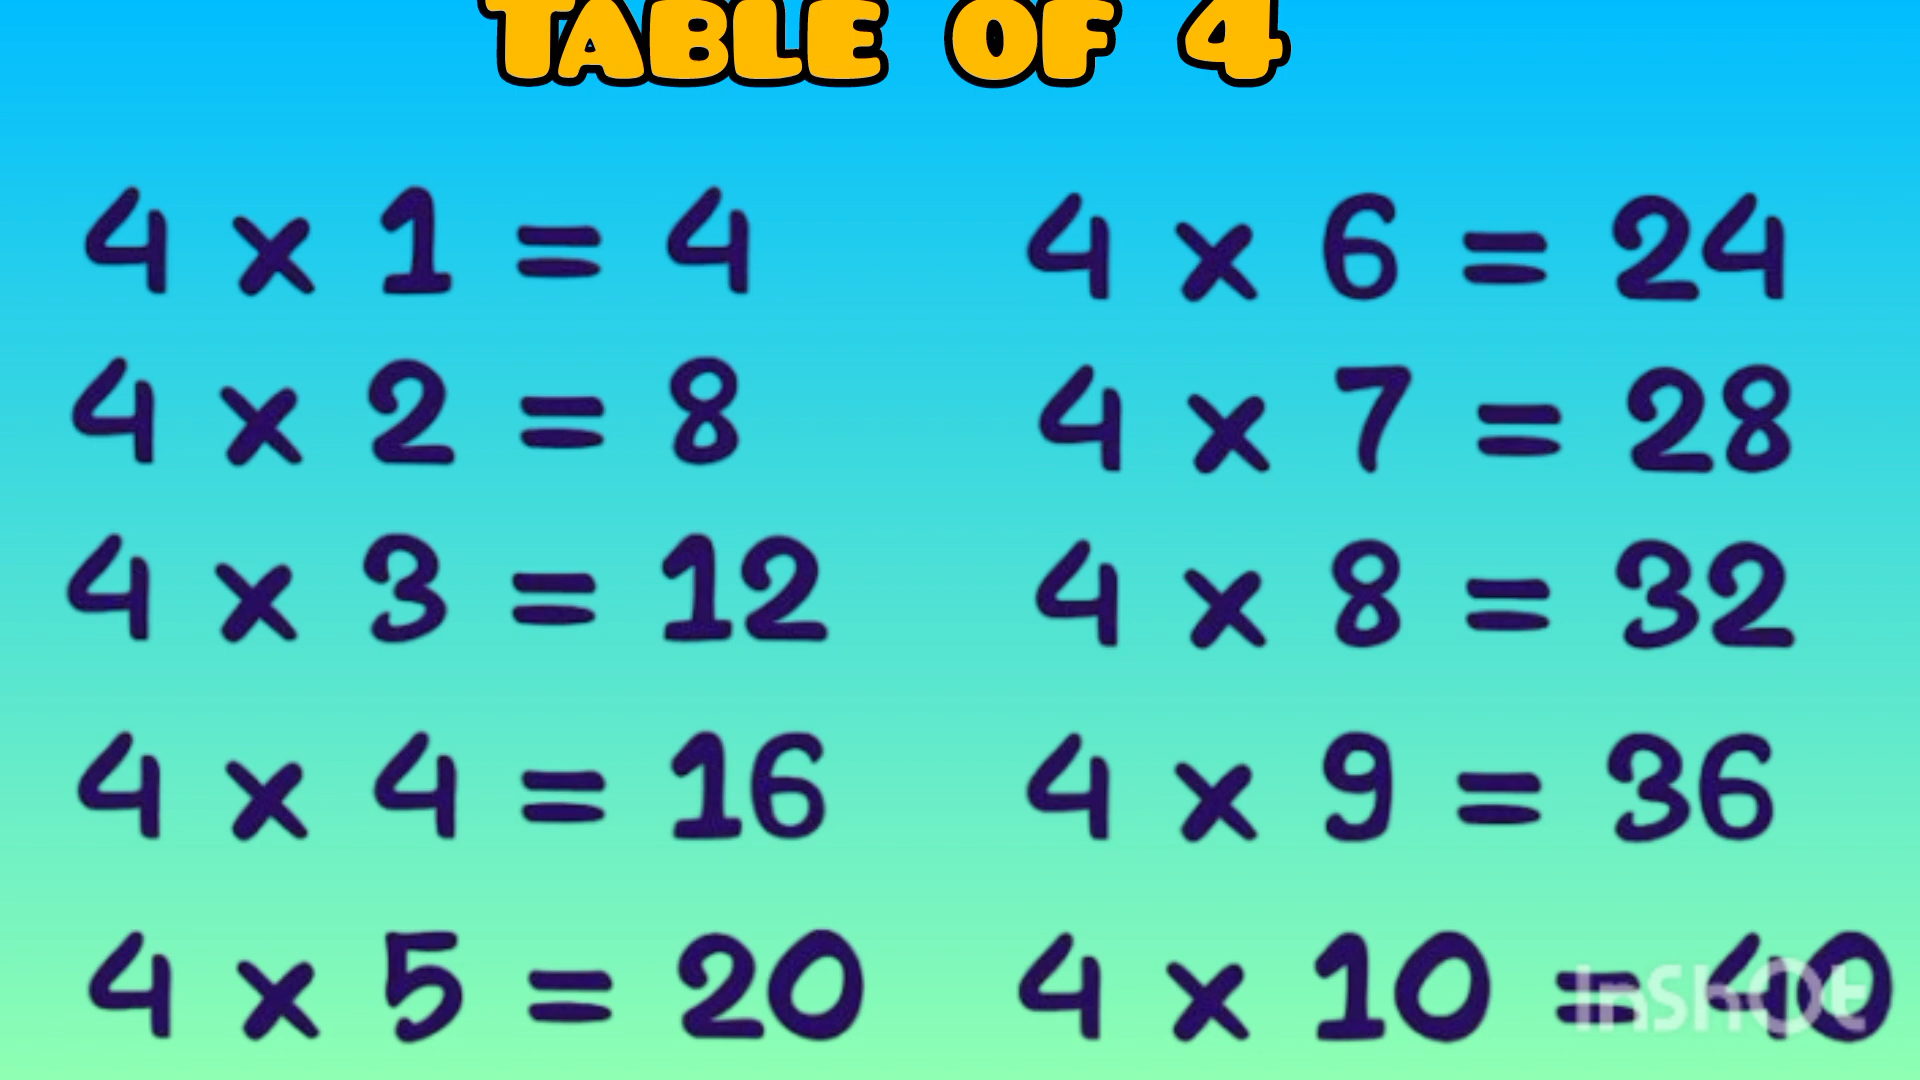 TABLE OF 4
4 x 1 = 4
4 x 2 = 8
4 x 3 = 12
4 x 4 = 16
4 x 5 = 20
4 x 6 = 24
4 x 7 = 28
4 x 8 = 32
4 x 9 = 36
4 x 10 = 40
InShOt